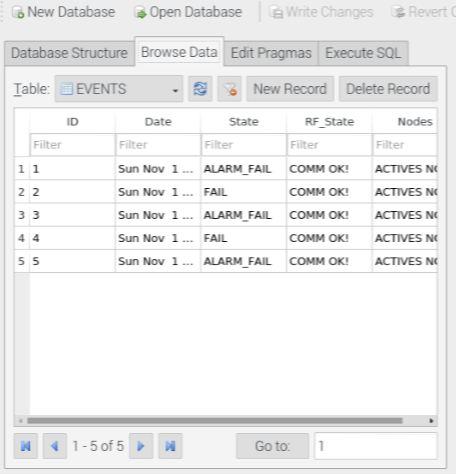 New Database Open Database Write Changes Revert
Database Structure Browse Data Edit Pragmas Execute SQL
Table: EVENTS New Record Delete Record
ID Date State RF_State Nodes
Filter Filter Filter Filter Filter
1 1 Sun Nov 1 ... ALARM_FAIL COMM OK! ACTIVES NO
2 2 Sun Nov 1 ... FAIL COMM OK! ACTIVES NO
3 3 Sun Nov 1 ... ALARM_FAIL COMM OK! ACTIVES NO
4 4 Sun Nov 1 ... FAIL COMM OK! ACTIVES NO
5 5 Sun Nov 1 ... ALARM_FAIL COMM OK! ACTIVES NO
1 - 5 of 5 Go to: 1